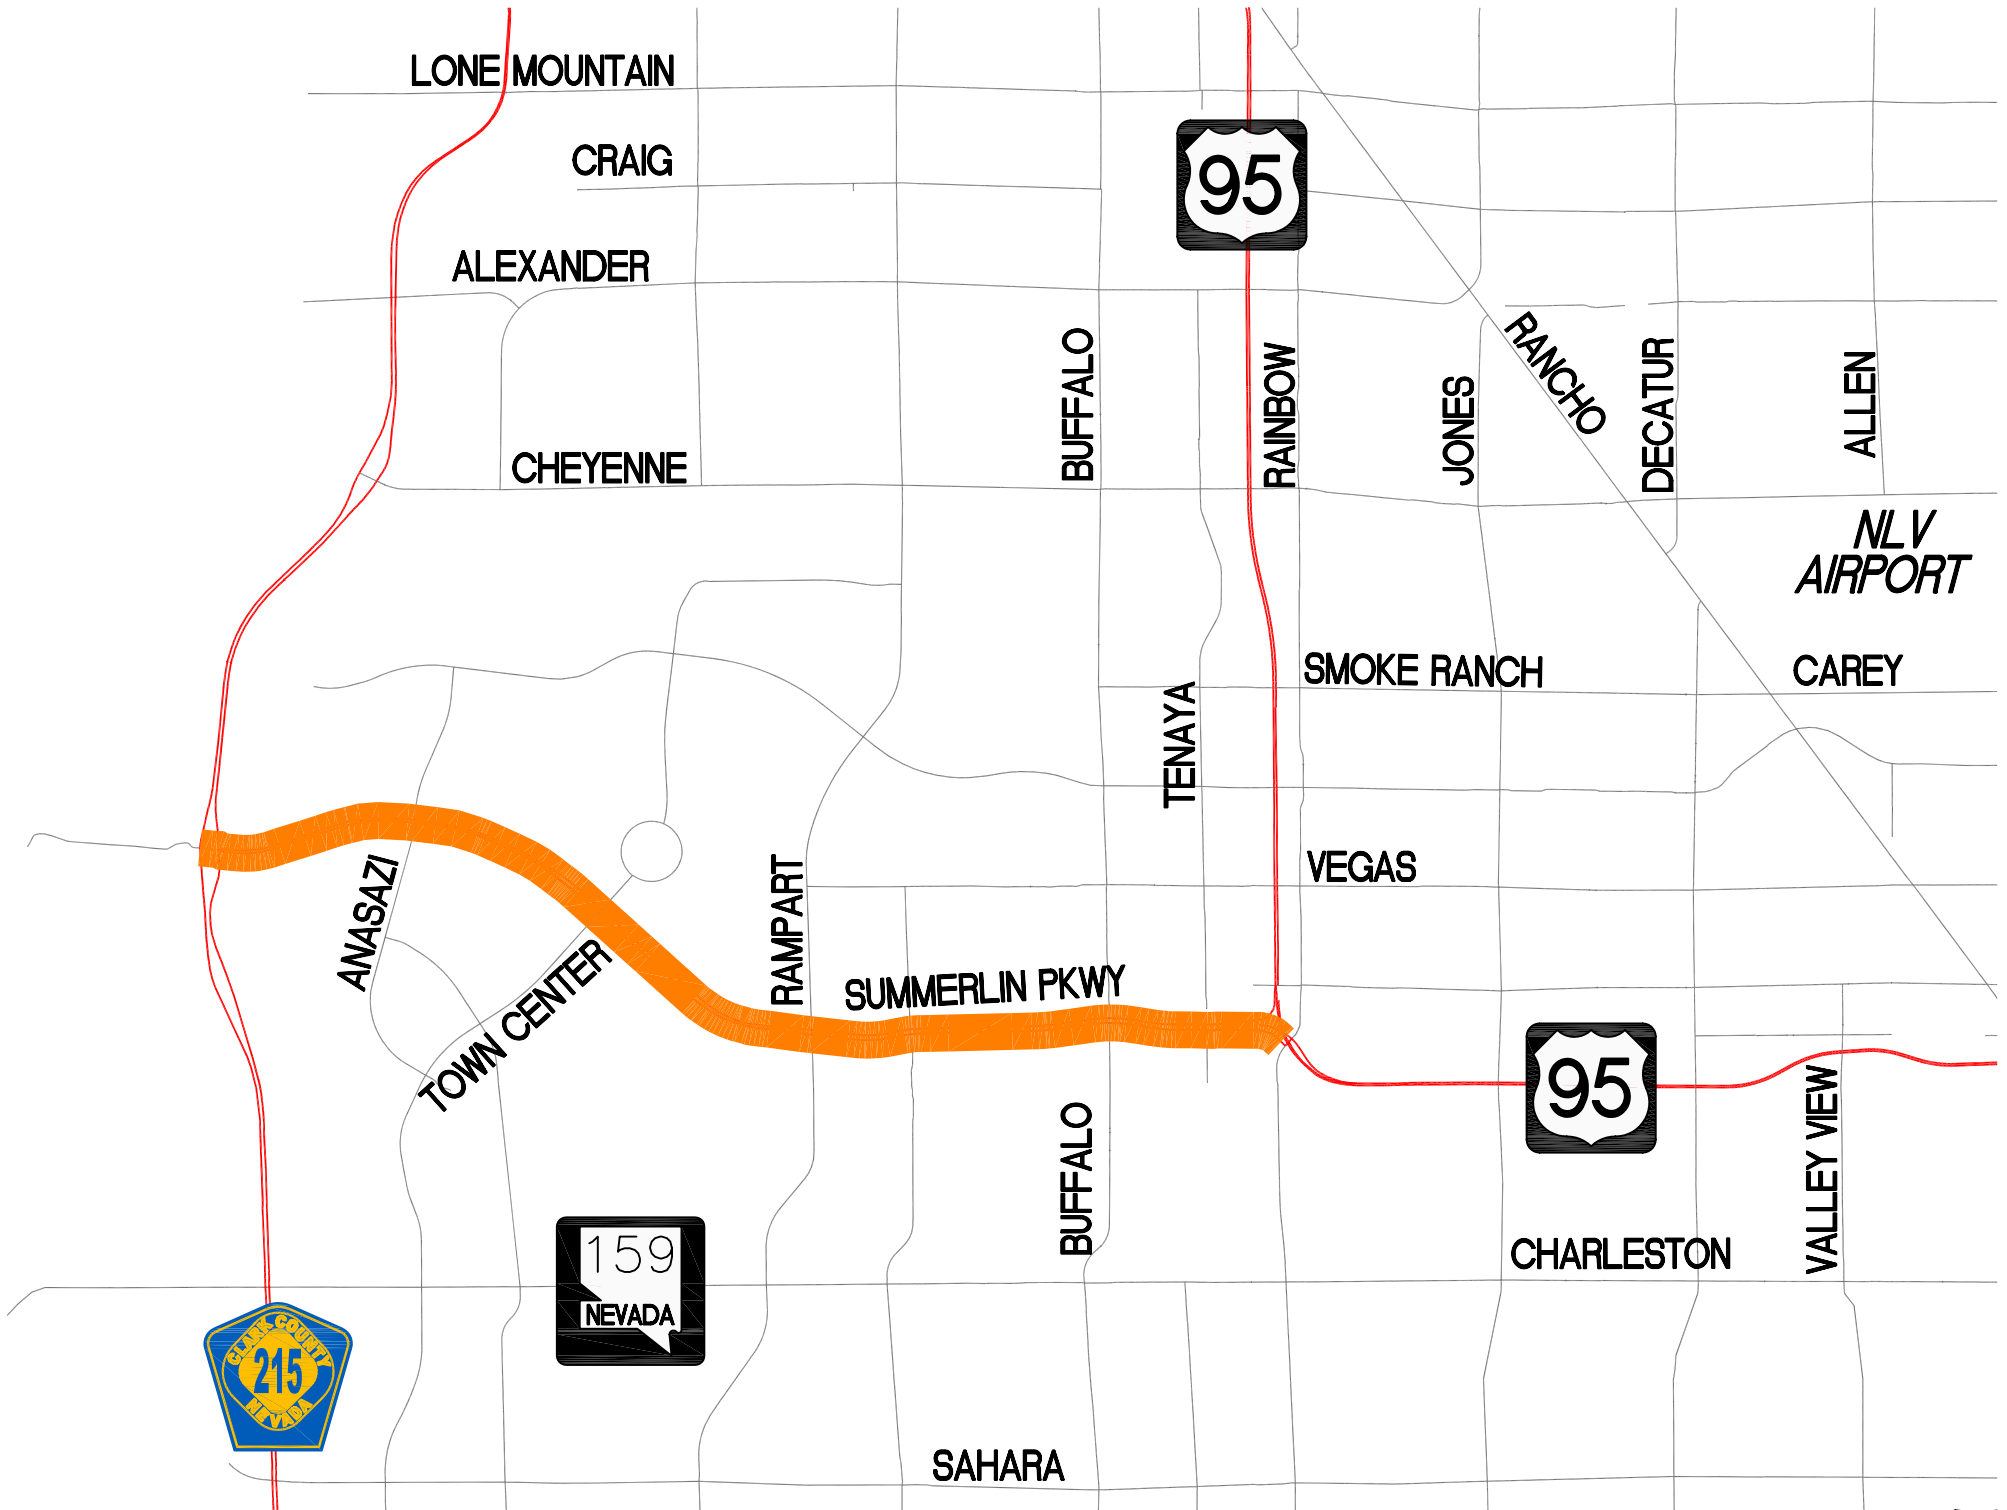 LONE MOUNTAIN
CRAIG
95
ALEXANDER
BUFFALO
RAINBOW
JONES
RANCHO
DECATUR
ALLEN
CHEYENNE
NLV
AIRPORT
SMOKE RANCH
CAREY
TENAYA
VEGAS
ANASAZI
RAMPART
TOWN CENTER
SUMMERLIN PKWY
95
VALLEY VIEW
BUFFALO
159
NEVADA
CHARLESTON
CLARK COUNTY
215
NEVADA
SAHARA